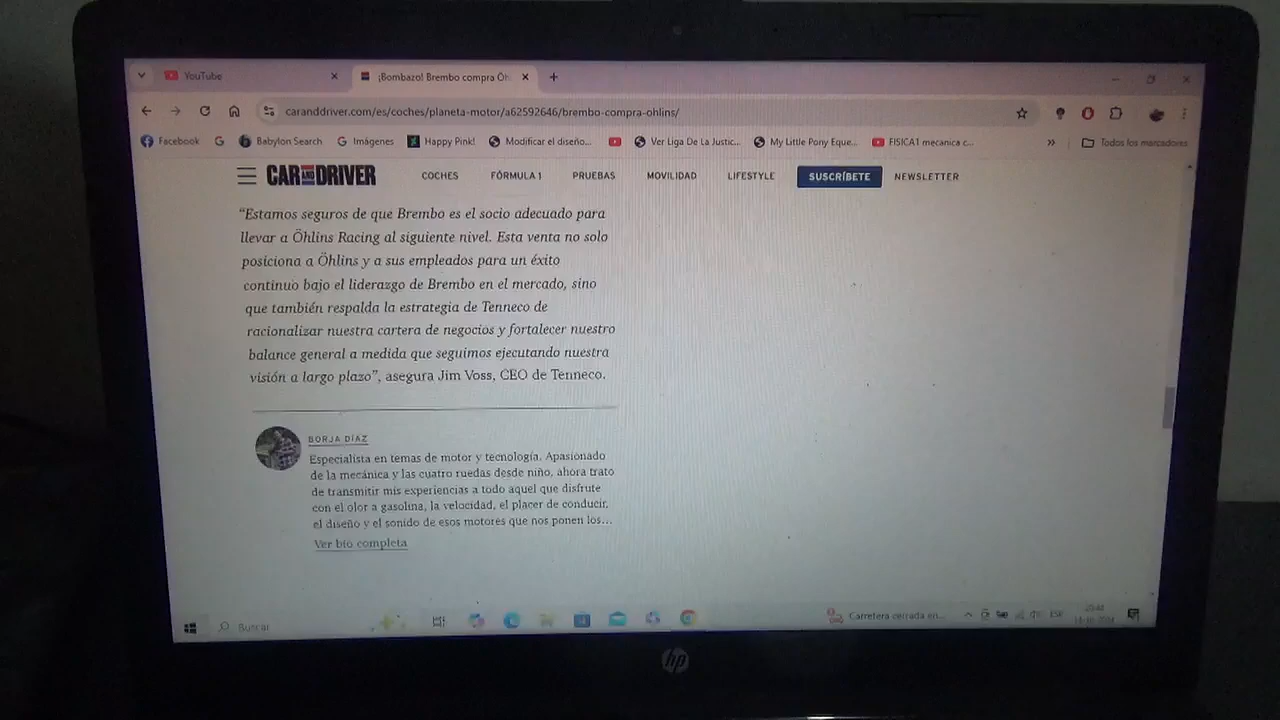 YouTube
¡Bombazo! Brembo compra Öh
caranddriver.com/es/coches/planeta-motor/a62592646/brembo-compra-ohlins/
Facebook
Babylon Search
Imágenes
Happy Pink!
Modificar el diseño...
Ver Liga De La Justic...
My Little Pony Eque...
FISICA1 mecanica c...
»
Todos los marcadores
CAR AND DRIVER
COCHES
FÓRMULA 1
PRUEBAS
MOVILIDAD
LIFESTYLE
SUSCRÍBETE
NEWSLETTER
“Estamos seguros de que Brembo es el socio adecuado para
llevar a Öhlins Racing al siguiente nivel. Esta venta no solo
posiciona a Öhlins y a sus empleados para un éxito
continuo bajo el liderazgo de Brembo en el mercado, sino
que también respalda la estrategia de Tenneco de
racionalizar nuestra cartera de negocios y fortalecer nuestro
balance general a medida que seguimos ejecutando nuestra
visión a largo plazo”, asegura Jim Voss, CEO de Tenneco.
BORJA DÍAZ
Especialista en temas de motor y tecnología. Apasionado
de la mecánica y las cuatro ruedas desde niño, ahora trato
de transmitir mis experiencias a todo aquel que disfrute
con el olor a gasolina, la velocidad, el placer de conducir,
el diseño y el sonido de esos motores que nos ponen los...
Ver bio completa
Buscar
Carretera cerrada en...
ESP
hp